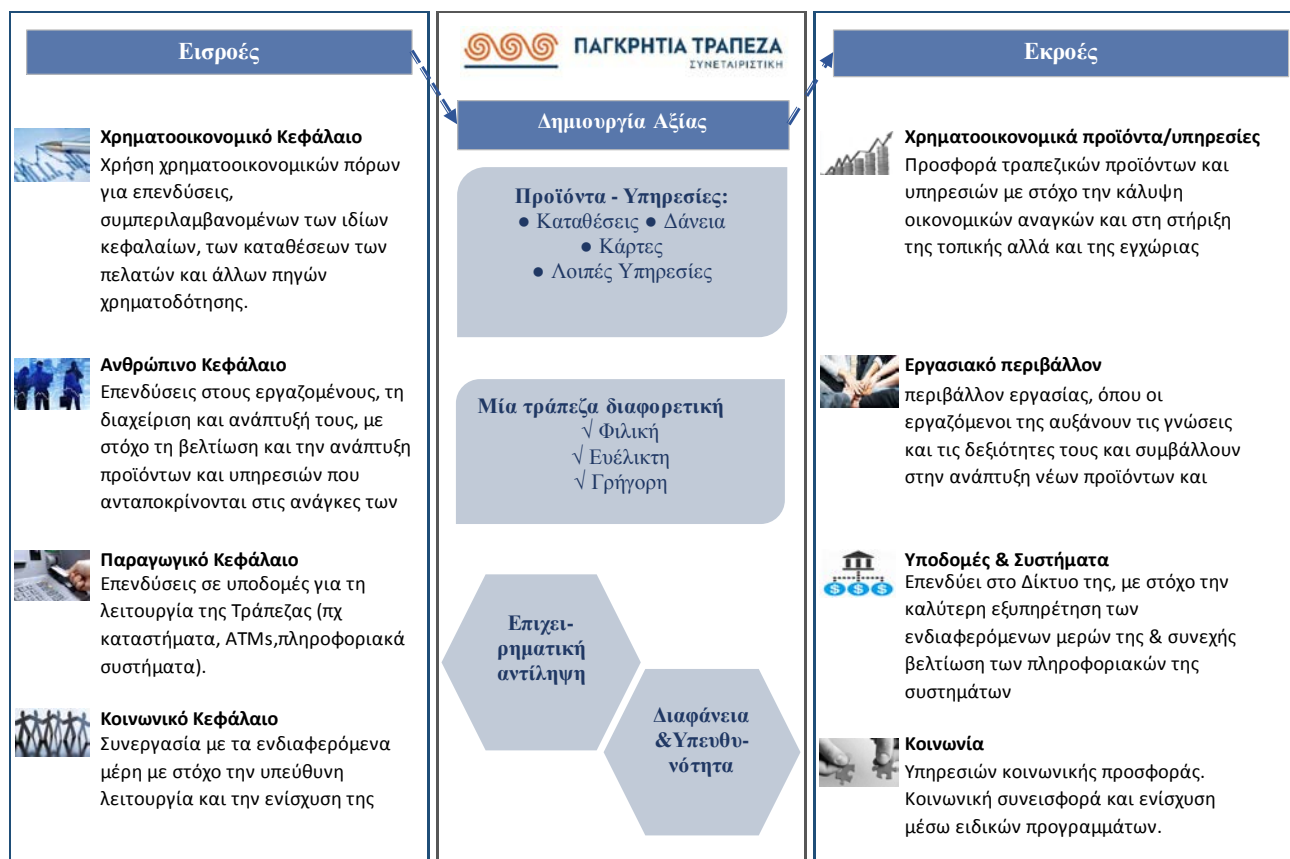 Εισροές
Χρηματοοικονομικό Κεφάλαιο
Χρήση χρηματοοικονομικών πόρων
για επενδύσεις,
συμπεριλαμβανομένων των ιδίων
κεφαλαίων, των καταθέσεων των
πελατών και άλλων πηγών
χρηματοδότησης.
Ανθρώπινο Κεφάλαιο
Επενδύσεις στους εργαζομένους, τη
διαχείριση και ανάπτυξή τους, με
στόχο τη βελτίωση και την ανάπτυξη
προϊόντων και υπηρεσιών που
ανταποκρίνονται στις ανάγκες των
Παραγωγικό Κεφάλαιο
Επενδύσεις σε υποδομές για τη
λειτουργία της Τράπεζας (πχ
καταστήματα, ATMs,πληροφοριακά
συστήματα).
Κοινωνικό Κεφάλαιο
Συνεργασία με τα ενδιαφερόμενα
μέρη με στόχο την υπεύθυνη
λειτουργία και την ενίσχυση της
ΠΑΓΚΡΗΤΙΑ ΤΡΑΠΕΖΑ
ΣΥΝΕΤΑΙΡΙΣΤΙΚΗ
Δημιουργία Αξίας
Προϊόντα - Υπηρεσίες:
● Καταθέσεις ● Δάνεια
● Κάρτες
● Λοιπές Υπηρεσίες
Μία τράπεζα διαφορετική
√ Φιλική
√ Ευέλικτη
√ Γρήγορη
Επιχει-
ρηματική
αντίληψη
Διαφάνεια
&Υπευθυ-
νότητα
Εκροές
Χρηματοοικονομικά προϊόντα/υπηρεσίες
Προσφορά τραπεζικών προϊόντων και
υπηρεσιών με στόχο την κάλυψη
οικονομικών αναγκών και στη στήριξη
της τοπικής αλλά και της εγχώριας
Εργασιακό περιβάλλον
περιβάλλον εργασίας, όπου οι
εργαζόμενοι της αυξάνουν τις γνώσεις
και τις δεξιότητες τους και συμβάλλουν
στην ανάπτυξη νέων προϊόντων και
Υποδομές & Συστήματα
Επενδύει στο Δίκτυο της, με στόχο την
καλύτερη εξυπηρέτηση των
ενδιαφερόμενων μερών της & συνεχής
βελτίωση των πληροφοριακών της
συστημάτων
Κοινωνία
Υπηρεσιών κοινωνικής προσφοράς.
Κοινωνική συνεισφορά και ενίσχυση
μέσω ειδικών προγραμμάτων.